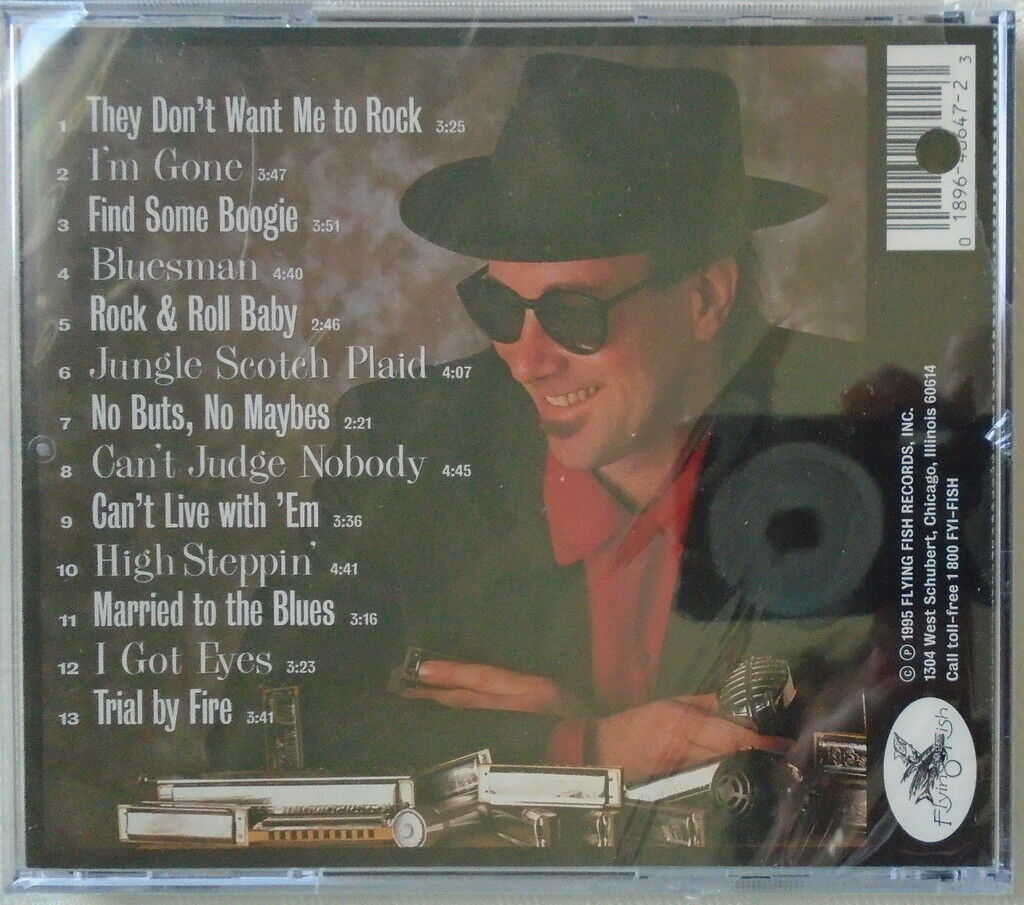 1 They Don't Want Me to Rock 3:25
2 I'm Gone 3:47
3 Find Some Boogie 3:51
4 Bluesman 4:40
5 Rock & Roll Baby 2:46
6 Jungle Scotch Plaid 4:07
7 No Buts, No Maybes 2:21
8 Can't Judge Nobody 4:45
9 Can't Live with 'Em 3:36
10 High Steppin' 4:41
11 Married to the Blues 3:16
12 I Got Eyes 3:23
13 Trial by Fire 3:41
0 1896-40647-2 3
© ℗ 1995 FLYING FISH RECORDS, INC.
1304 West Schubert, Chicago, Illinois 60614
Call toll-free 1 800 FYI-FISH
Flying Fish